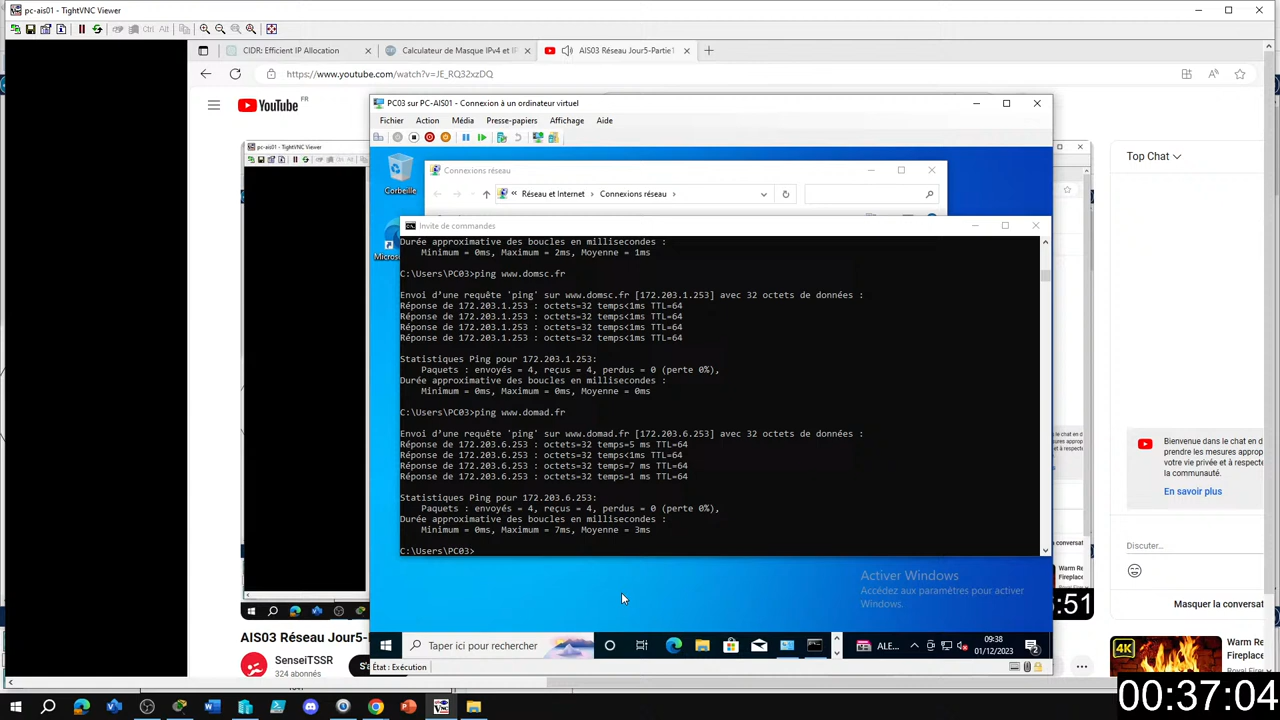 pc-ais01 - TightVNC Viewer
Ctrl Alt
CIDR: Efficient IP Allocation
Calculateur de Masque IPv4 et IP
AIS03 Réseau Jour5-Partie1
https://www.youtube.com/watch?v=JE_RQ32xzDQ
YouTube FR
pc-ais01 - TightVNC Viewer
PC03 sur PC-AIS01 - Connexion à un ordinateur virtuel
Fichier Action Média Presse-papiers Affichage Aide
Corbeille
Connexions réseau
Réseau et Internet > Connexions réseau >
Invite de commandes
Durée approximative des boucles en millisecondes :
Minimum = 0ms, Maximum = 2ms, Moyenne = 1ms
C:\Users\PC03>ping www.domsc.fr
Envoi d’une requête 'ping' sur www.domsc.fr [172.203.1.253] avec 32 octets de données :
Réponse de 172.203.1.253 : octets=32 temps<1ms TTL=64
Réponse de 172.203.1.253 : octets=32 temps<1ms TTL=64
Réponse de 172.203.1.253 : octets=32 temps<1ms TTL=64
Réponse de 172.203.1.253 : octets=32 temps<1ms TTL=64
Statistiques Ping pour 172.203.1.253:
Paquets : envoyés = 4, reçus = 4, perdus = 0 (perte 0%),
Durée approximative des boucles en millisecondes :
Minimum = 0ms, Maximum = 0ms, Moyenne = 0ms
C:\Users\PC03>ping www.domad.fr
Envoi d’une requête 'ping' sur www.domad.fr [172.203.6.253] avec 32 octets de données :
Réponse de 172.203.6.253 : octets=32 temps=5 ms TTL=64
Réponse de 172.203.6.253 : octets=32 temps<1ms TTL=64
Réponse de 172.203.6.253 : octets=32 temps=7 ms TTL=64
Réponse de 172.203.6.253 : octets=32 temps=1 ms TTL=64
Statistiques Ping pour 172.203.6.253:
Paquets : envoyés = 4, reçus = 4, perdus = 0 (perte 0%),
Durée approximative des boucles en millisecondes :
Minimum = 0ms, Maximum = 7ms, Moyenne = 3ms
C:\Users\PC03>
Activer Windows
Accédez aux paramètres pour activer
Windows.
Taper ici pour rechercher
ALE...
09:38
01/12/2023
2
État : Exécution
Top Chat
Bienvenue dans le chat en d
prendre les mesures approp
votre vie privée et à respecte
la communauté.
En savoir plus
Discuter...
:51
Masquer la conversat
AIS03 Réseau Jour5-
SenseiTSSR
324 abonnés
4K
Warm Re
Fireplace
00:37:04